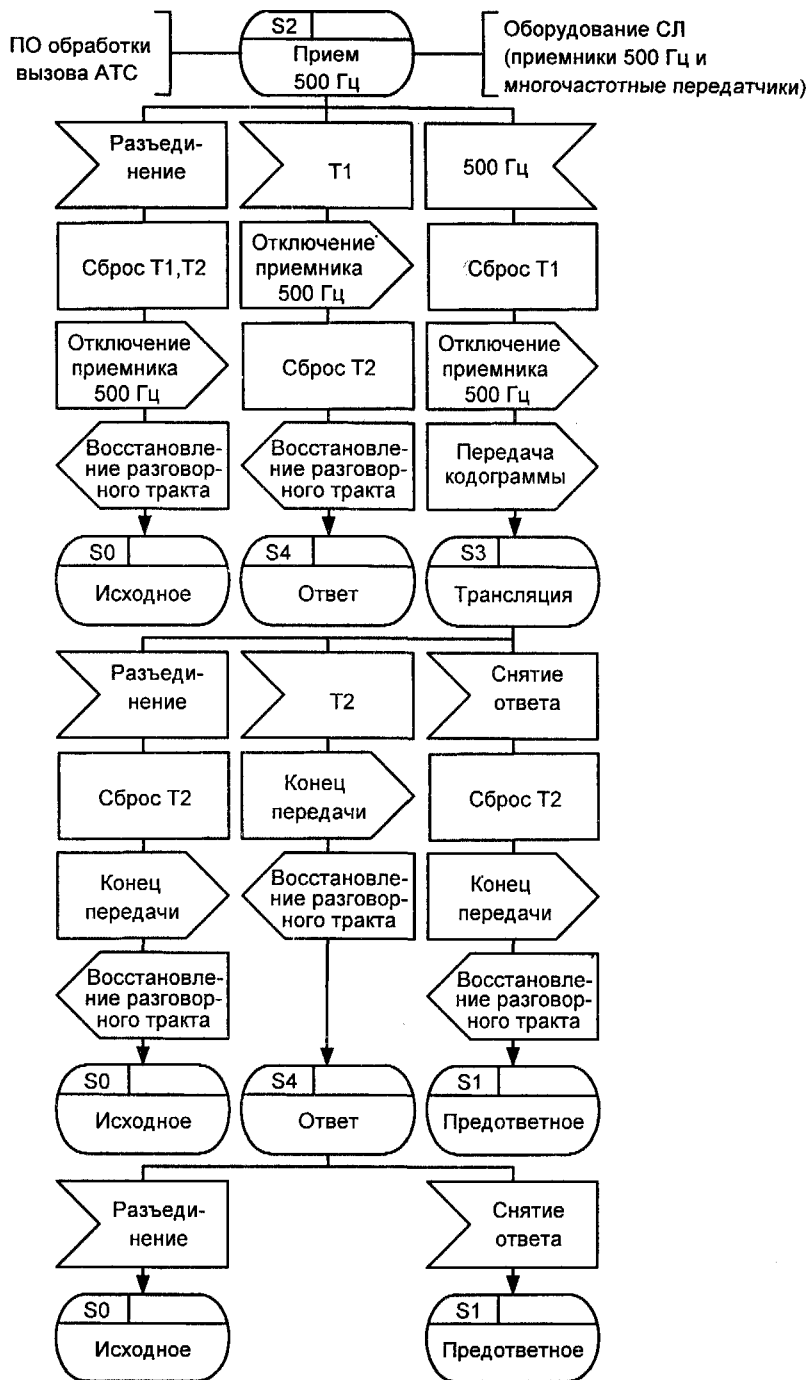 ПО обработки
вызова АТС
S2
Прием
500 Гц
Оборудование СЛ
(приемники 500 Гц и
многочастотные передатчики)
Разъеди-
нение
Т1
500 Гц
Сброс Т1,Т2
Отключение
приемника
500 Гц
Сброс Т1
Отключение
приемника
500 Гц
Сброс Т2
Отключение
приемника
500 Гц
Восстановле-
ние разговор-
ного тракта
Восстановле-
ние разговор-
ного тракта
Передача
кодограммы
S0
Исходное
S4
Ответ
S3
Трансляция
Разъеди-
нение
Т2
Снятие
ответа
Сброс Т2
Конец
передачи
Сброс Т2
Конец
передачи
Восстановле-
ние разговор-
ного тракта
Конец
передачи
Восстановле-
ние разговор-
ного тракта
Восстановле-
ние разговор-
ного тракта
S0
Исходное
S4
Ответ
S1
Предответное
Разъеди-
нение
Снятие
ответа
S0
Исходное
S1
Предответное